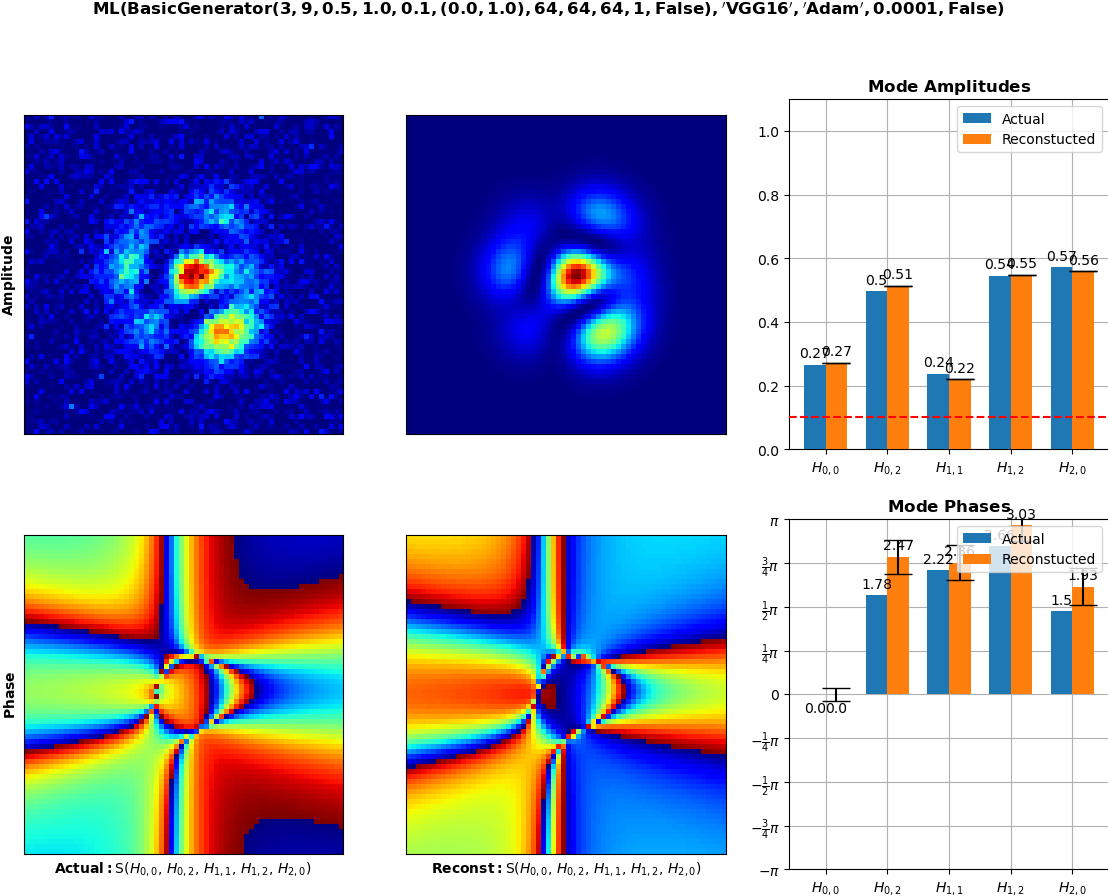 ML(BasicGenerator(3, 9, 0.5, 1.0, 0.1, (0.0, 1.0), 64, 64, 64, 1, False), ′VGG16′, ′Adam′, 0.0001, False)
Amplitude
Mode Amplitudes
Actual
Reconstucted
1.0
0.8
0.6
0.4
0.2
0.0
0.27 0.27
0.5 0.51
0.24 0.22
0.54 0.55
0.57 0.56
H0,0 H0,2 H1,1 H1,2 H2,0
Phase
Actual: S(H0,0, H0,2, H1,1, H1,2, H2,0)
Reconst: S(H0,0, H0,2, H1,1, H1,2, H2,0)
Mode Phases
Actual
Reconstucted
π
3/4π
1/2π
1/4π
0
−1/4π
−1/2π
−3/4π
−π
0.0 0.0
1.78 2.47
2.22
3.03
1.5 1.93
H0,0 H0,2 H1,1 H1,2 H2,0